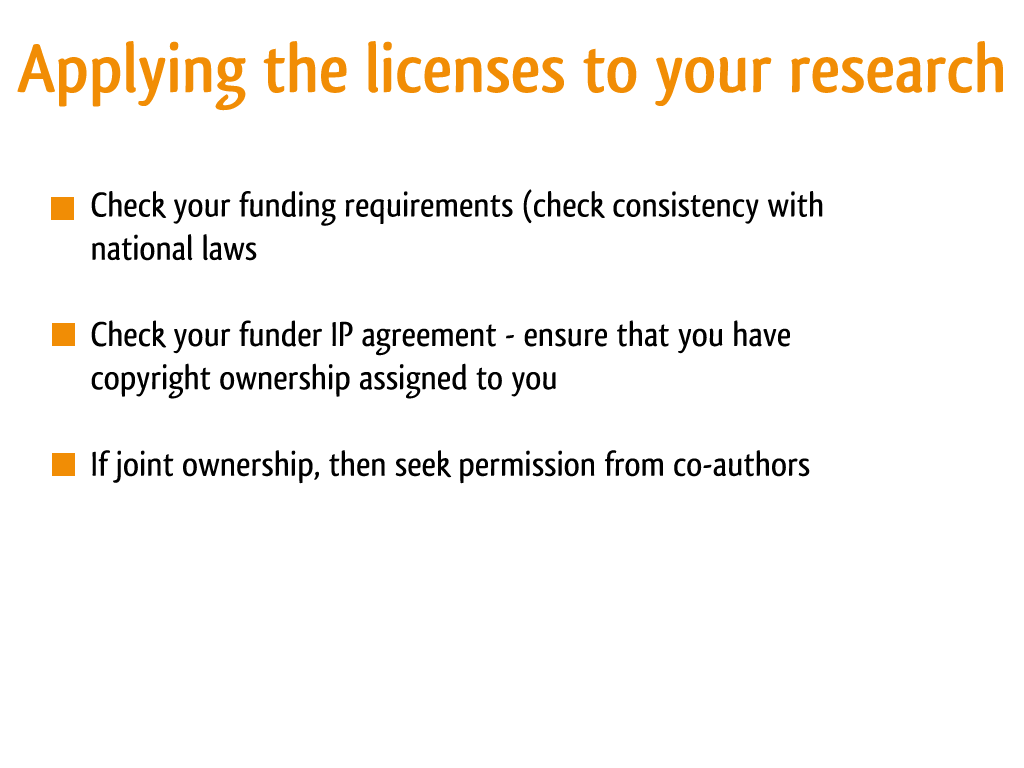 Applying the licenses to your research
Check your funding requirements (check consistency with
national laws
Check your funder IP agreement - ensure that you have
copyright ownership assigned to you
If joint ownership, then seek permission from co-authors